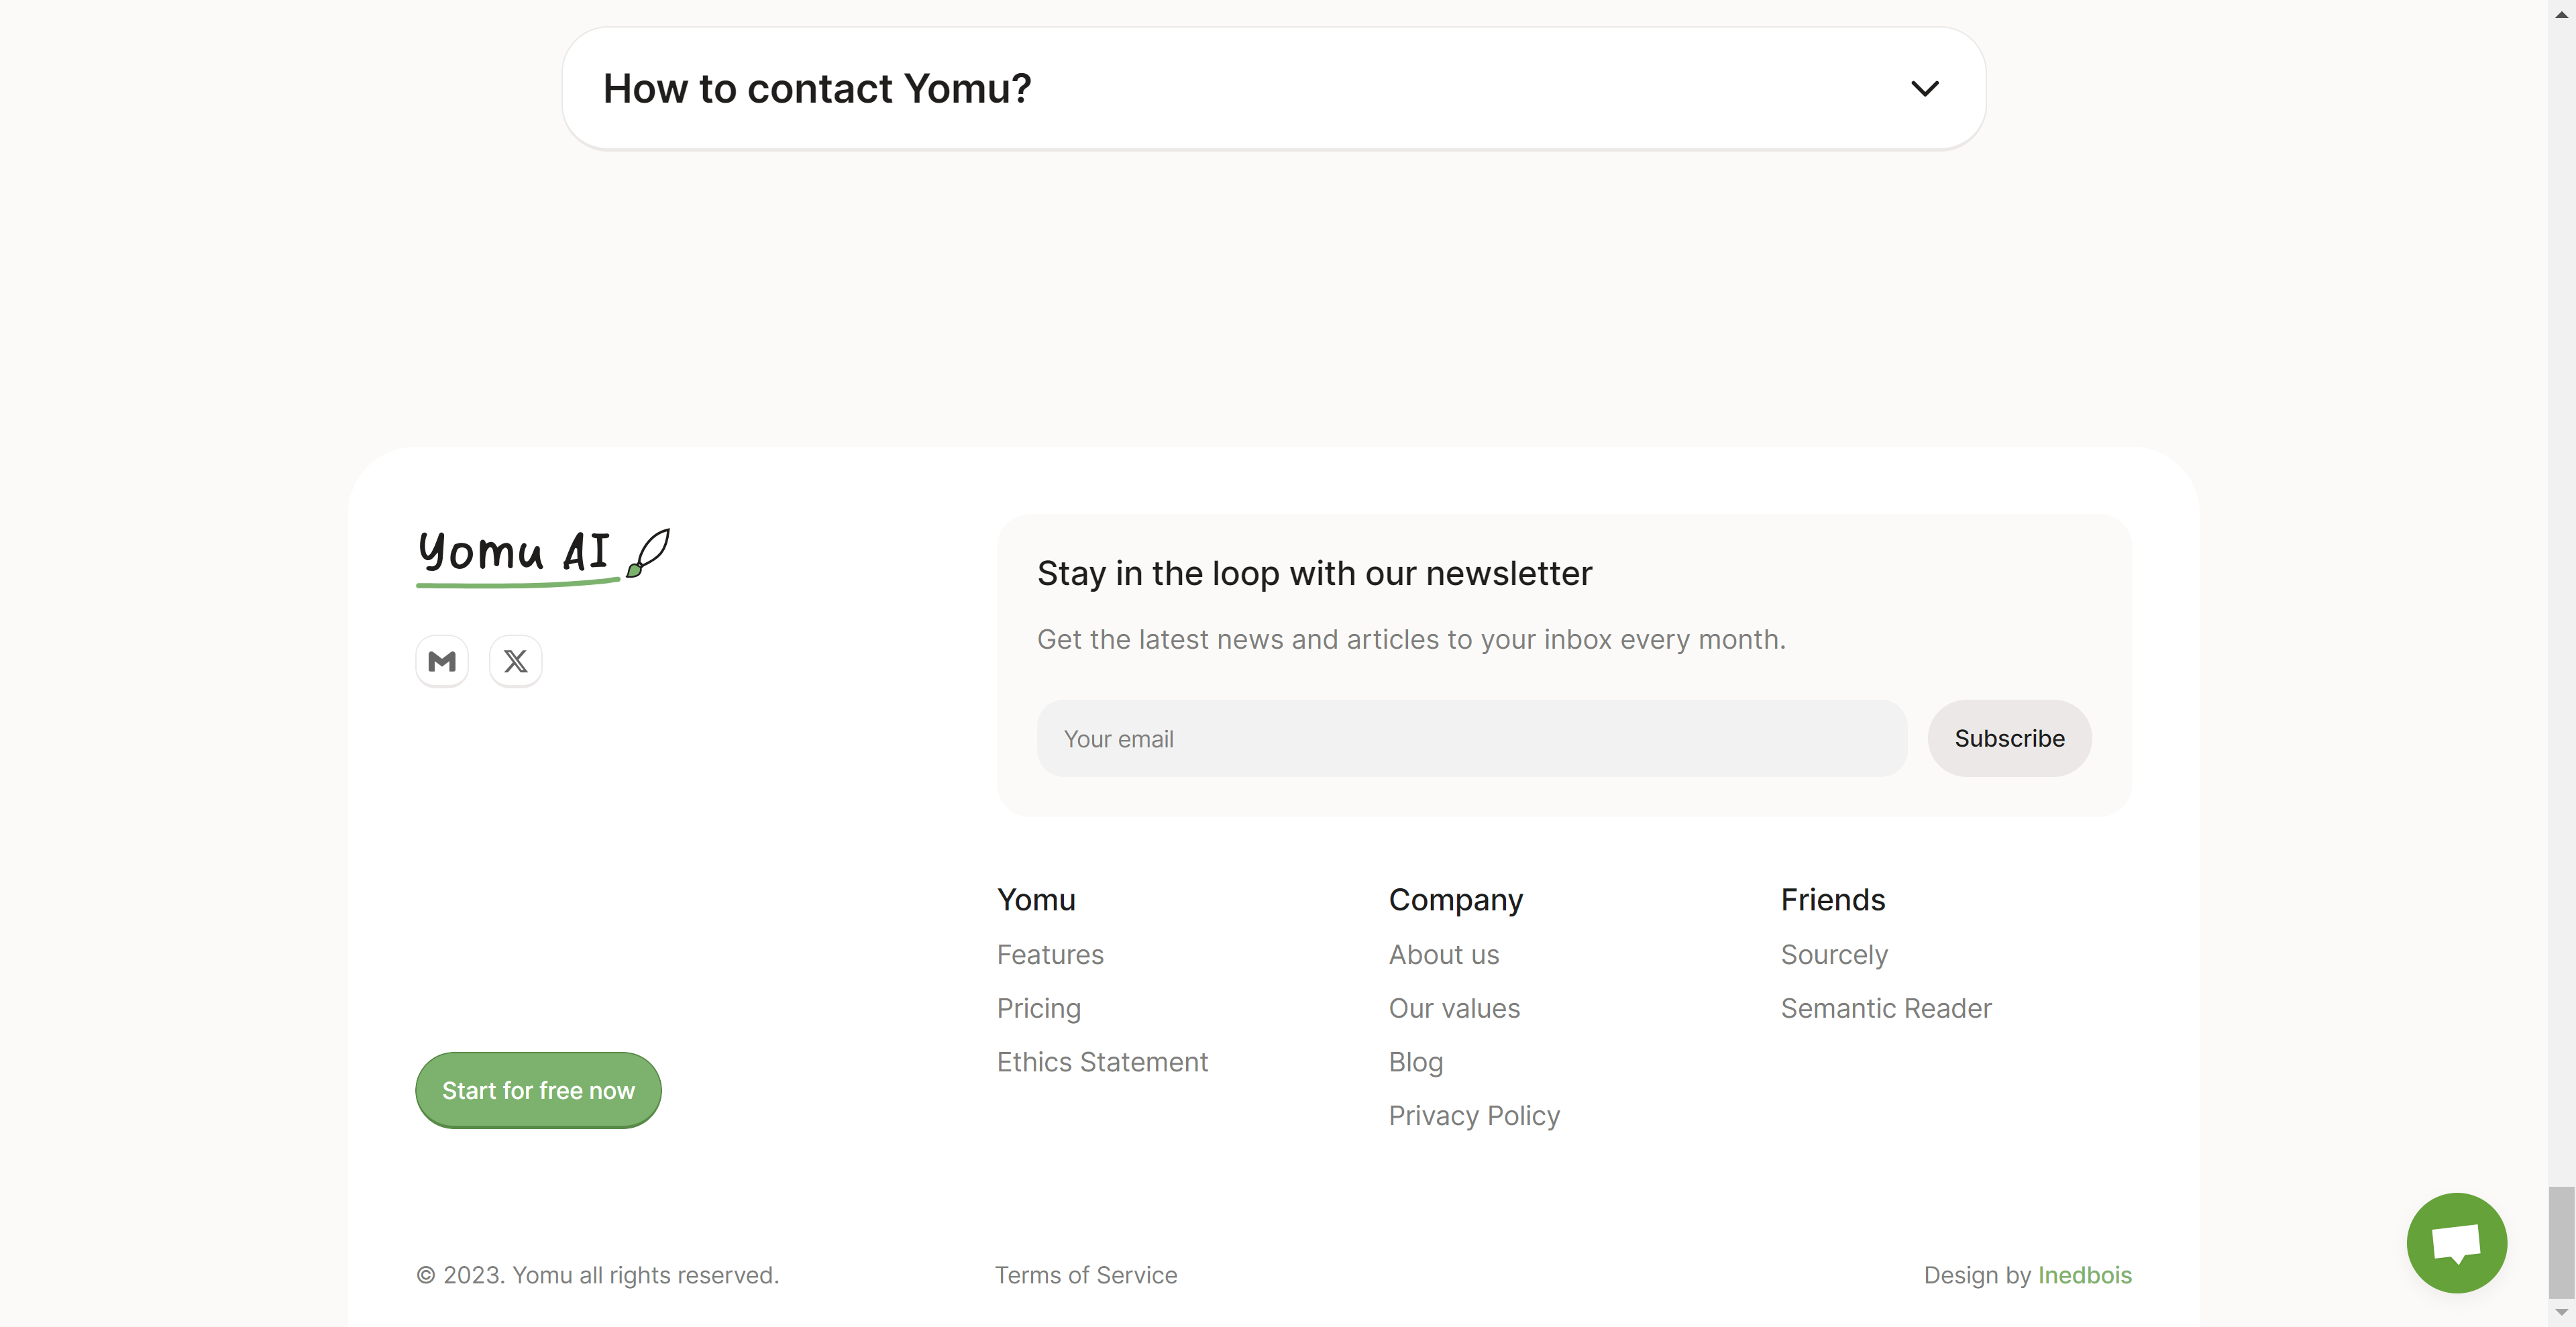 How to contact Yomu?
Yomu AI
Stay in the loop with our newsletter
Get the latest news and articles to your inbox every month.
Your email
Subscribe
Start for free now
Yomu
Features
Pricing
Ethics Statement
Company
About us
Our values
Blog
Privacy Policy
Friends
Sourcely
Semantic Reader
© 2023. Yomu all rights reserved.
Terms of Service
Design by Inedbois